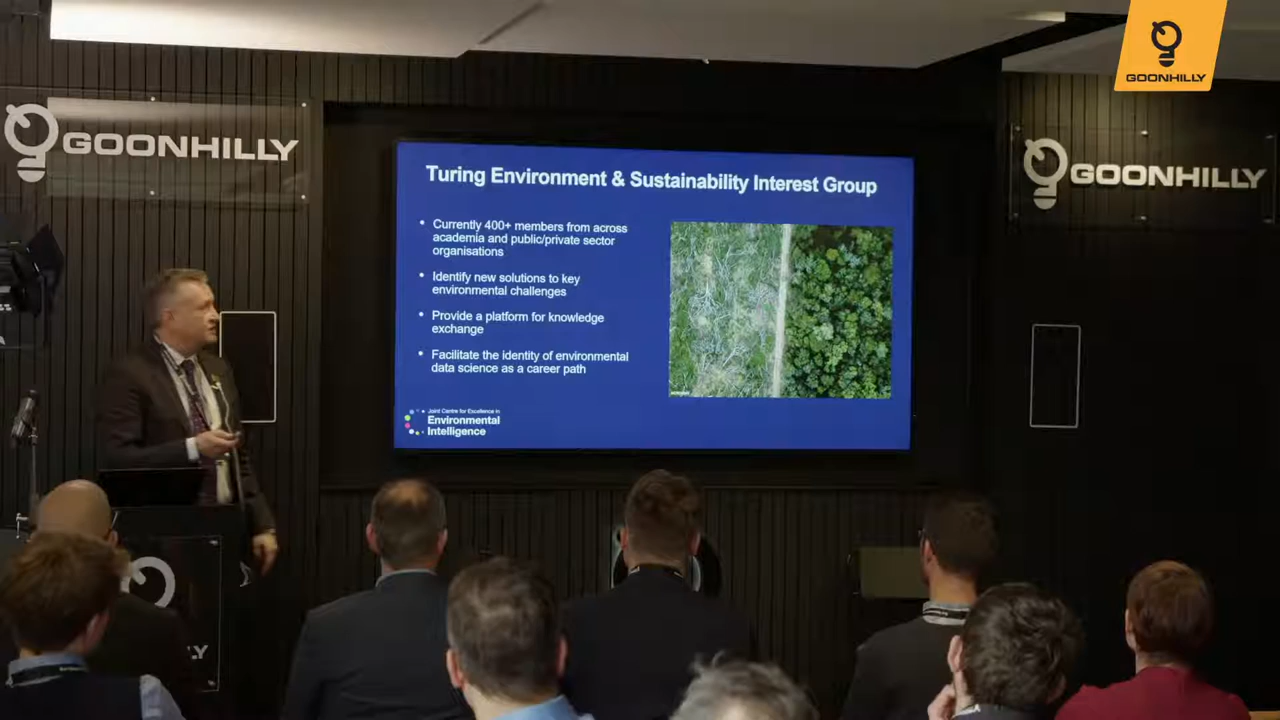 GOONHILLY
GOONHILLY
GOONHILLY
Turing Environment & Sustainability Interest Group
• Currently 400+ members from across
academia and public/private sector
organisations
• Identify new solutions to key
environmental challenges
• Provide a platform for knowledge
exchange
• Facilitate the identity of environmental
data science as a career path
Joint Centre for Excellence in
Environmental
Intelligence
LY